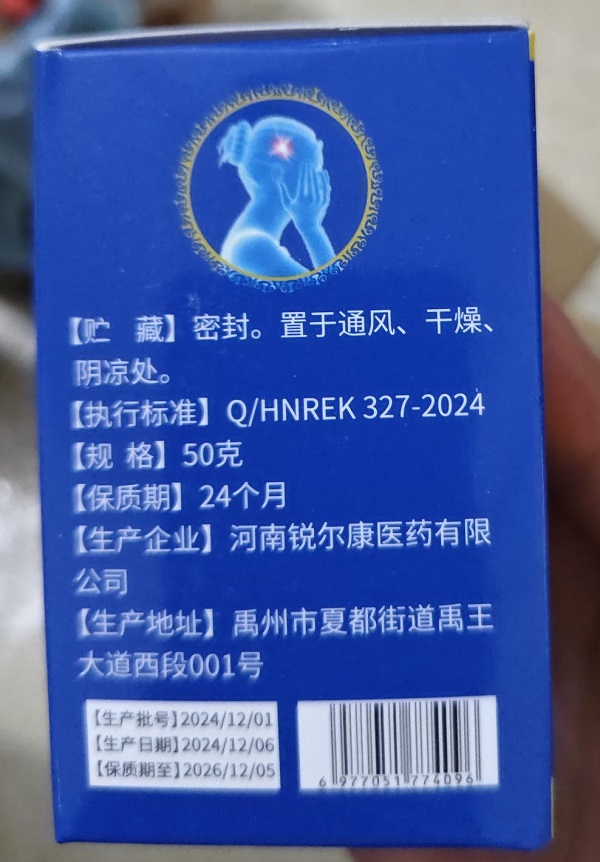 【贮 藏】密封。置于通风、干燥、
阴凉处。
【执行标准】Q/HNREK 327-2024
【规 格】50克
【保质期】24个月
【生产企业】河南锐尔康医药有限
公司
【生产地址】禹州市夏都街道禹王
大道西段001号
【生产批号】2024/12/01
【生产日期】2024/12/06
【保质期至】2026/12/05
6 977051 774096